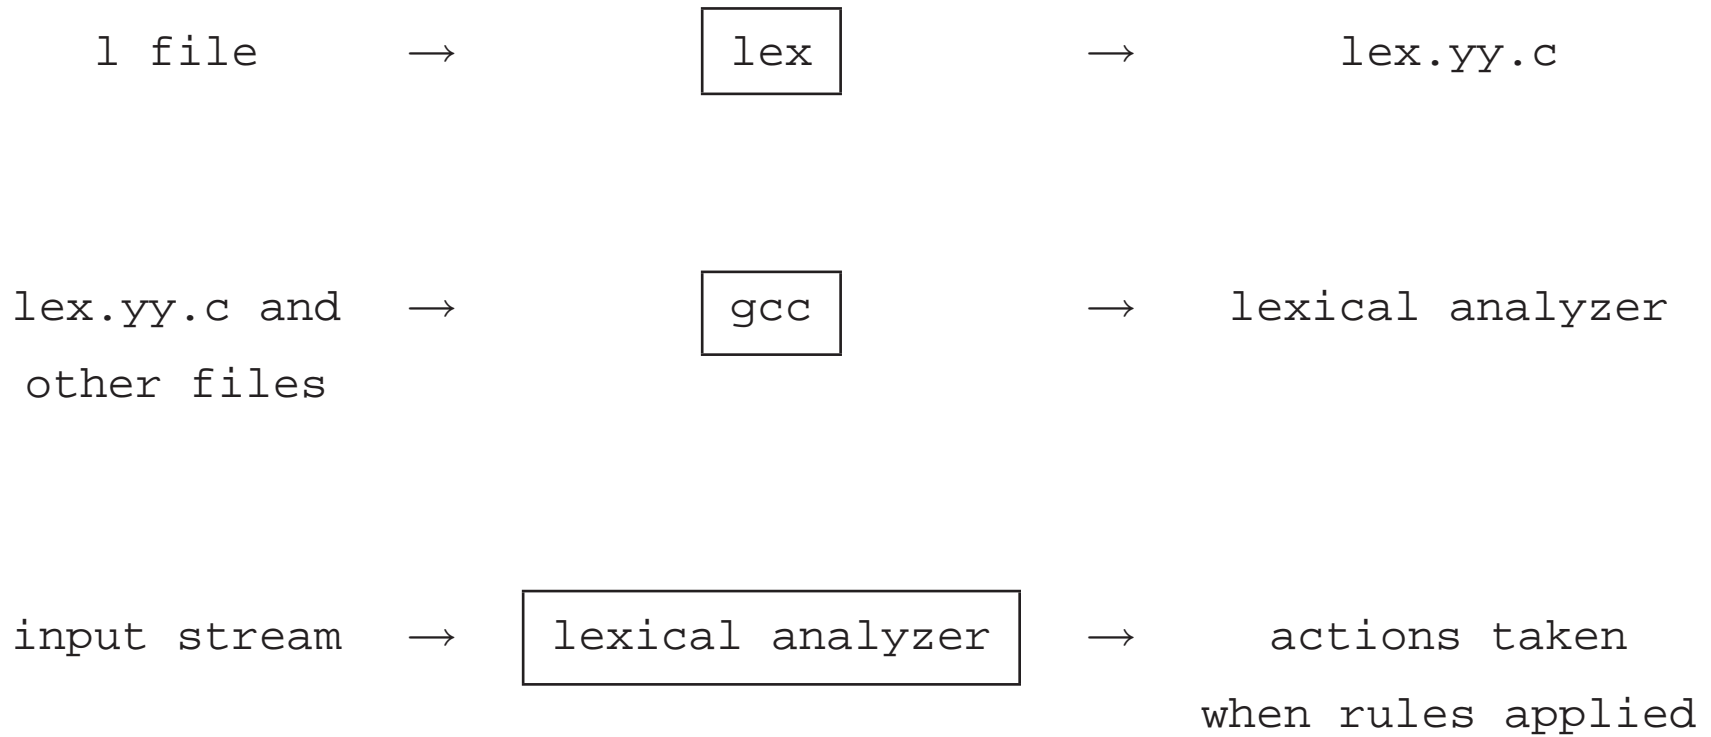 l file → lex → lex.yy.c
lex.yy.c and → gcc → lexical analyzer
other files
input stream → lexical analyzer → actions taken
when rules applied